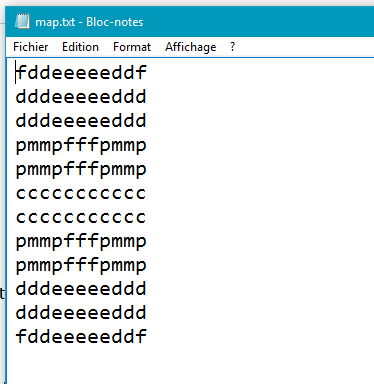 map.txt - Bloc-notes
Fichier Edition Format Affichage ?
fddeeeeeddf
dddeeeeeddd
dddeeeeeddd
pmmpfffpmmp
pmmpfffpmmp
ccccccccccc
ccccccccccc
pmmpfffpmmp
pmmpfffpmmp
dddeeeeeddd
dddeeeeeddd
fddeeeeeddf
t